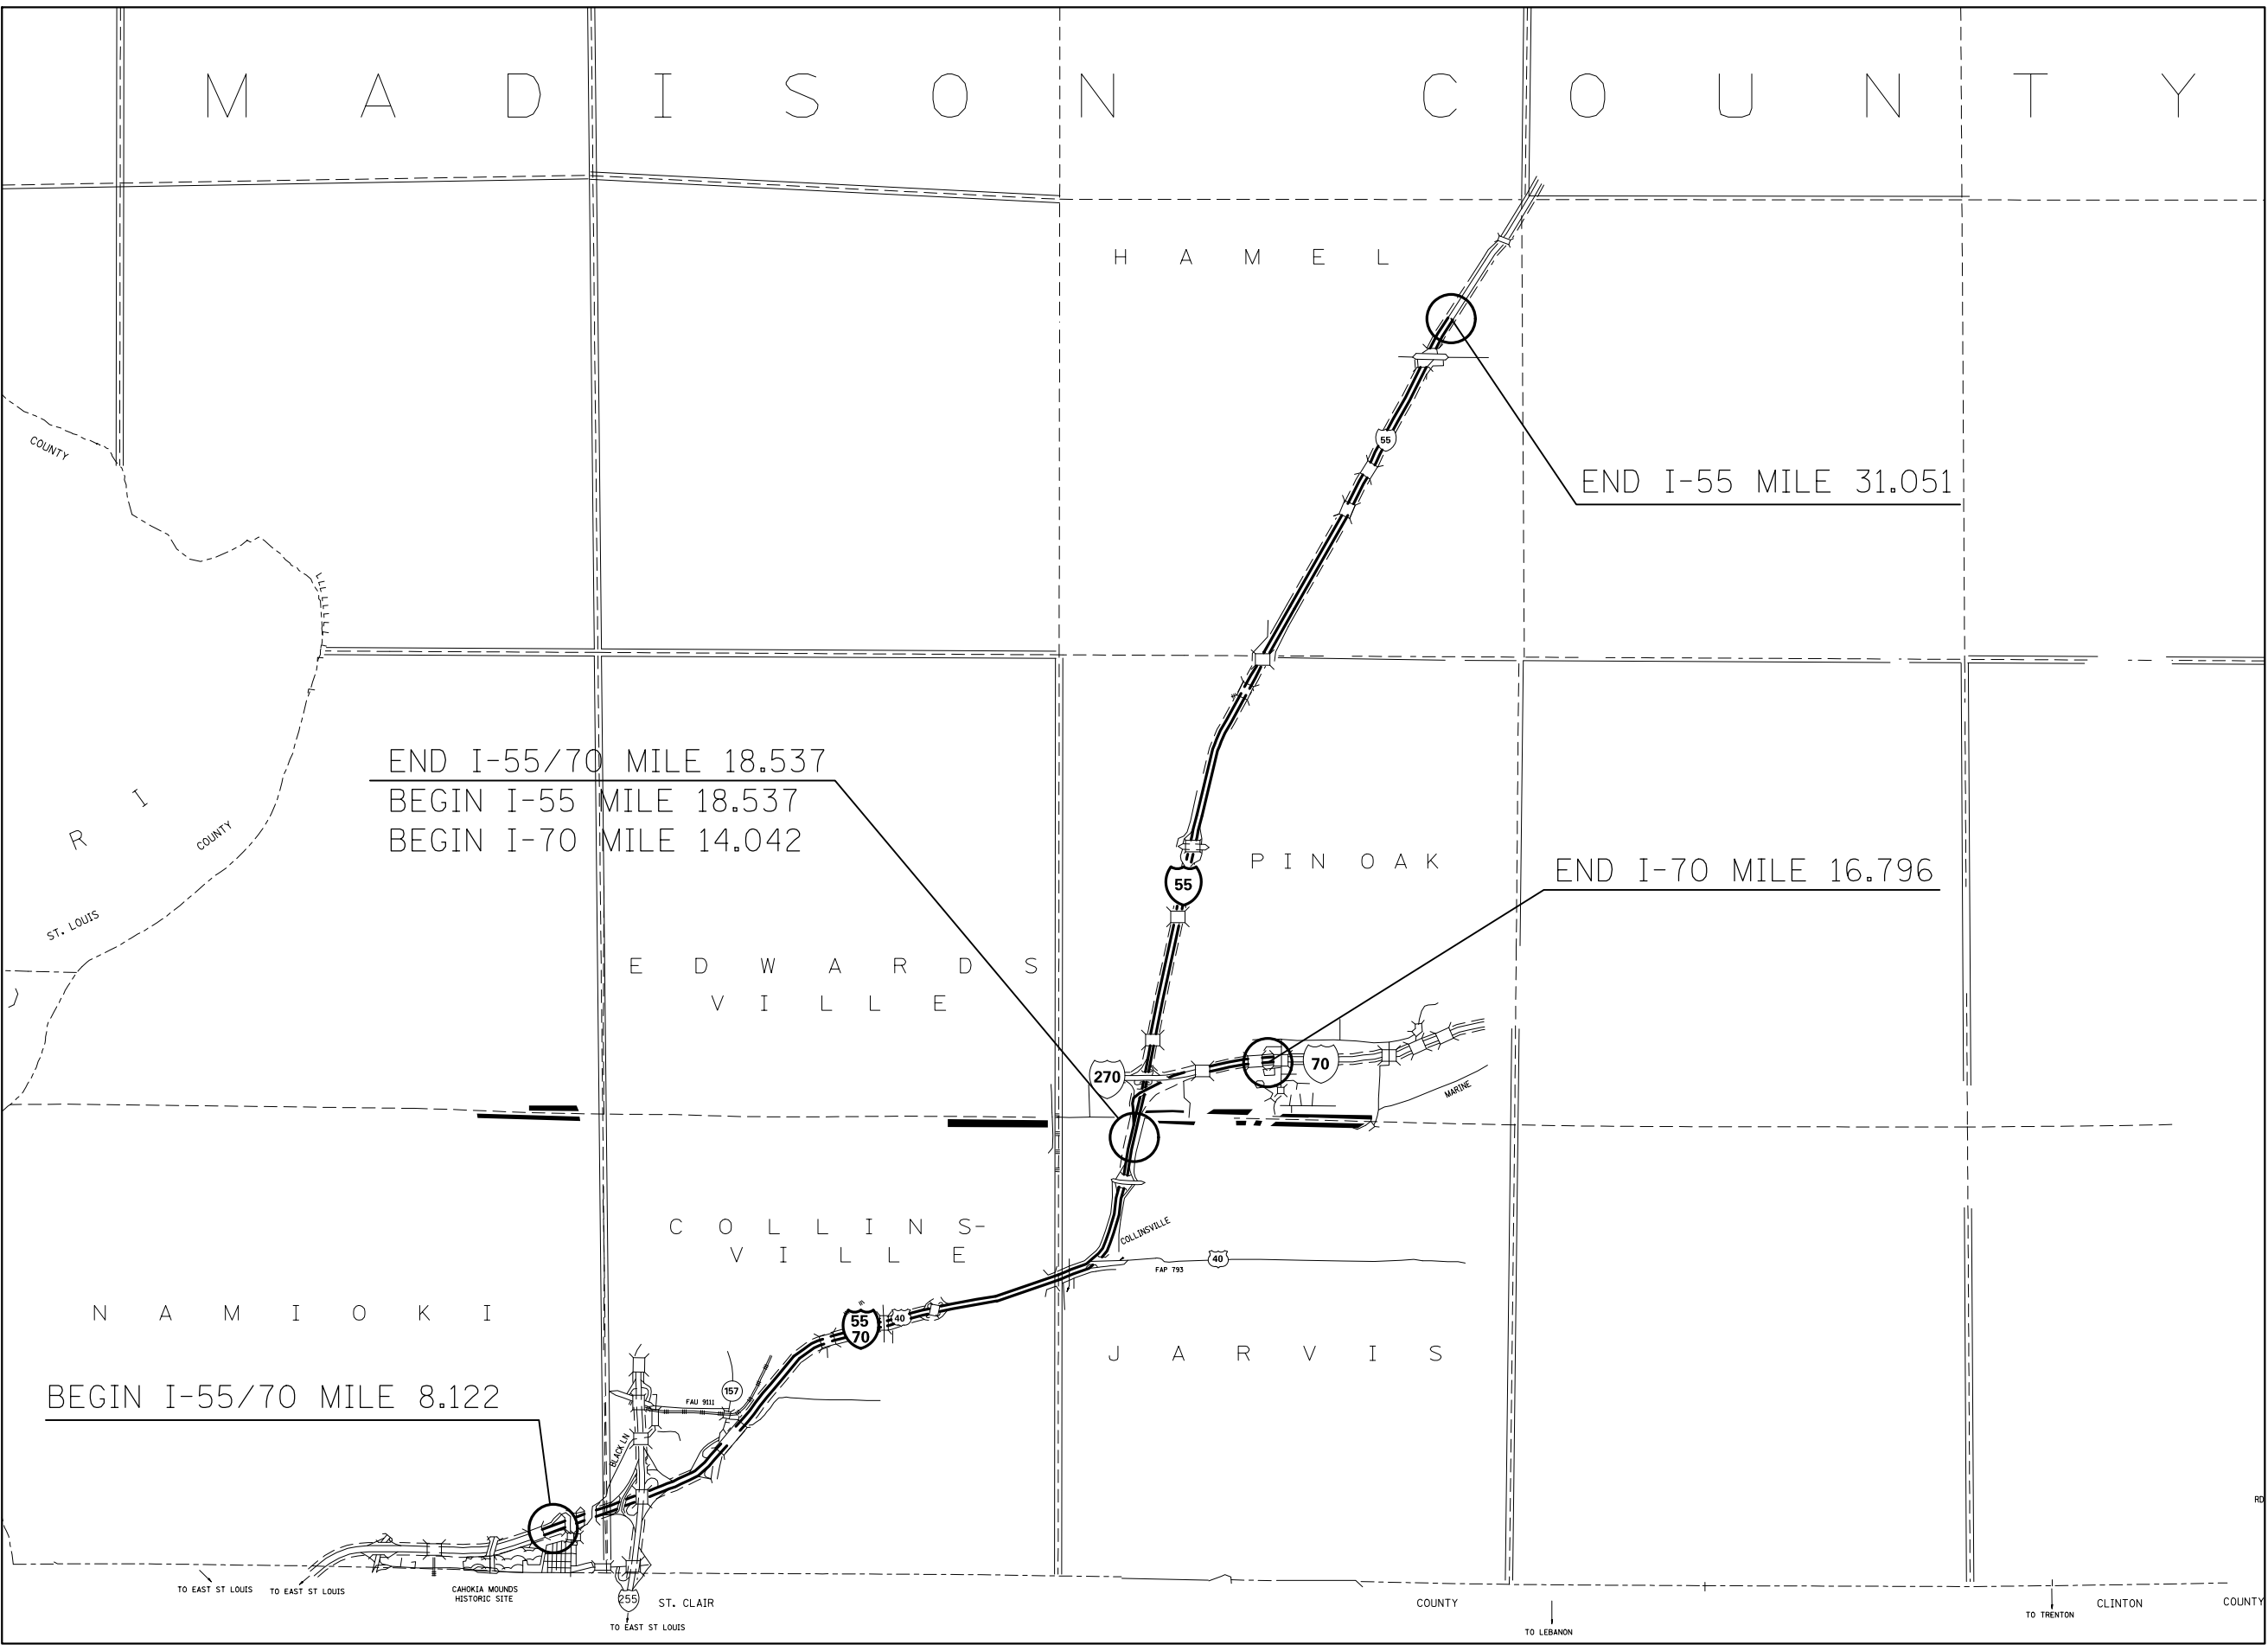 MADISON COUNTY
HAMEL
COUNTY
55
END I-55 MILE 31.051
END I-55/70 MILE 18.537
BEGIN I-55 MILE 18.537
BEGIN I-70 MILE 14.042
R I
COUNTY
ST. LOUIS
PIN OAK
END I-70 MILE 16.796
55
EDWARDS
VILLE
270
70
MARINE
COLLINS-
VILLE
COLLINSVILLE
40
FAP 793
NAMIOKI
55
70
40
JARVIS
BEGIN I-55/70 MILE 8.122
157
FAU 9111
BLACK LN
RD
TO EAST ST LOUIS
TO EAST ST LOUIS
CAHOKIA MOUNDS
HISTORIC SITE
255
ST. CLAIR
COUNTY
CLINTON
COUNTY
TO EAST ST LOUIS
TO LEBANON
TO TRENTON